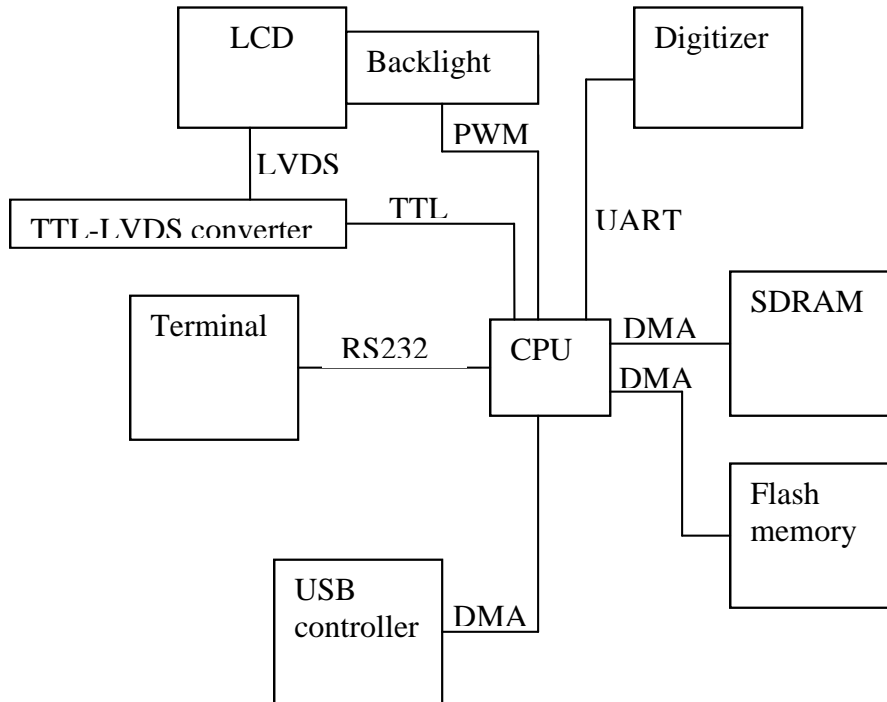 LCD
Backlight
Digitizer
PWM
LVDS
TTL
UART
TTL-LVDS converter
SDRAM
Terminal
DMA
RS232
CPU
DMA
Flash
memory
USB
controller
DMA